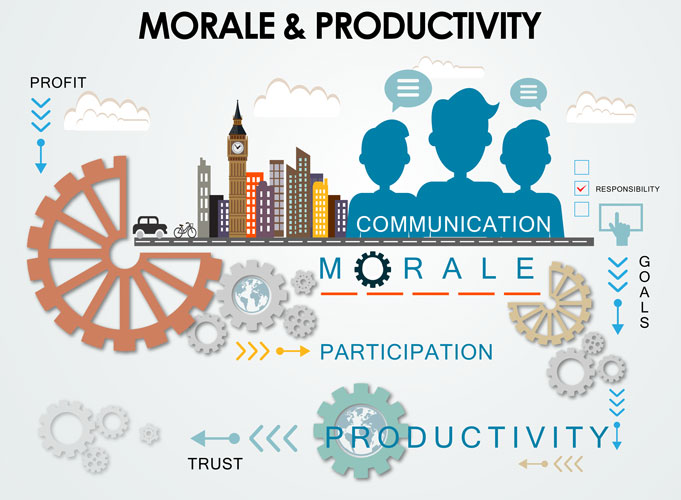 MORALE & PRODUCTIVITY
PROFIT
RESPONSIBILITY
COMMUNICATION
MORALE
GOALS
PARTICIPATION
PRODUCTIVITY
TRUST